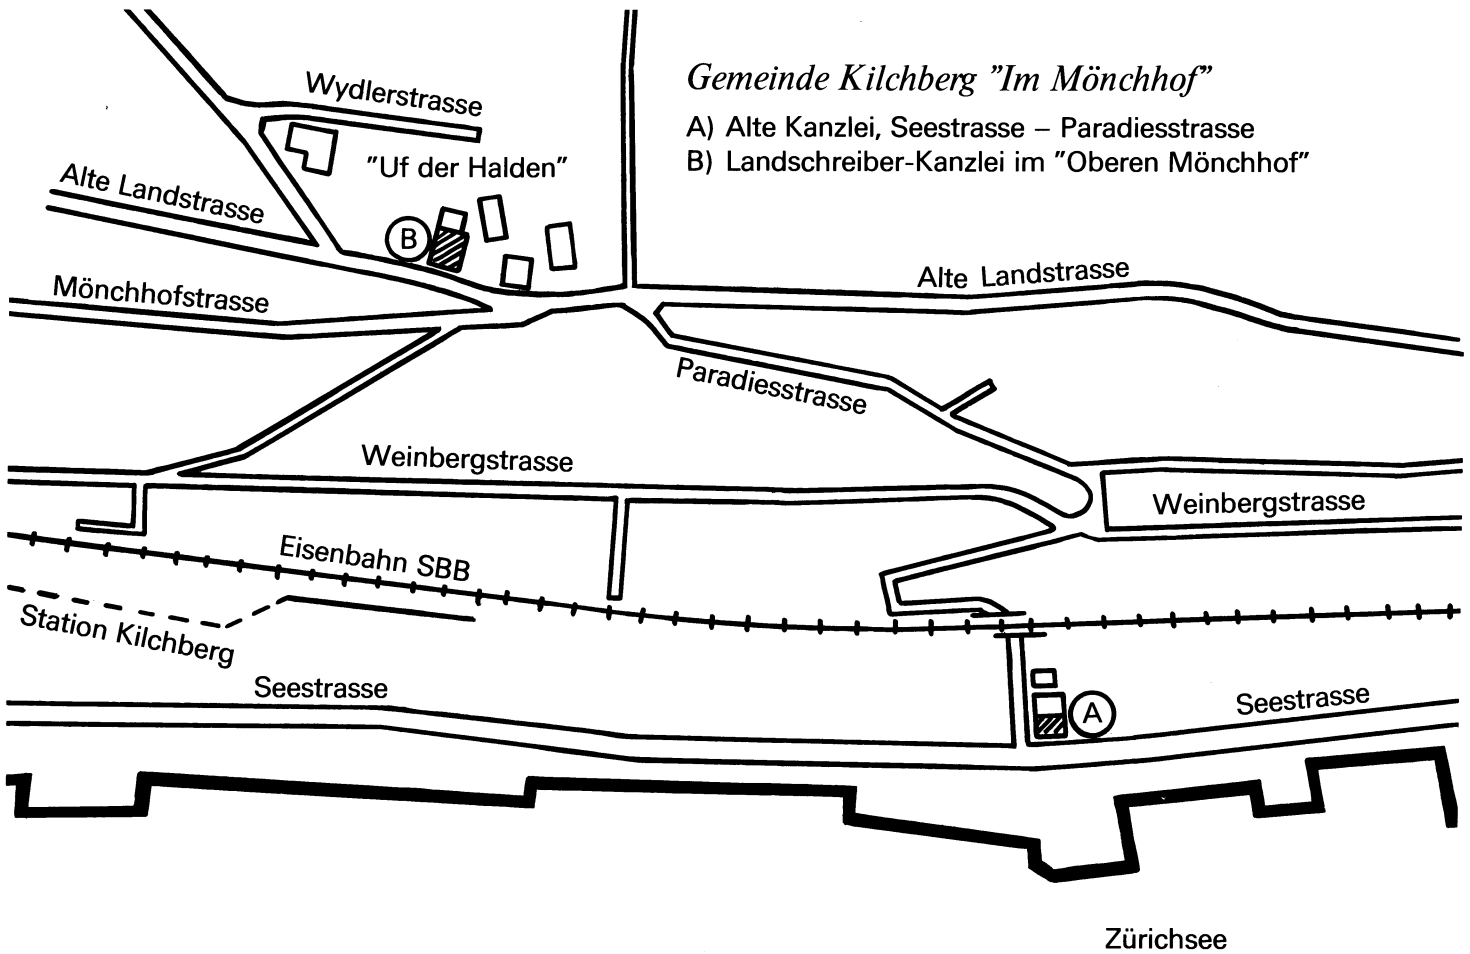 Gemeinde Kilchberg ”Im Mönchhof”
A) Alte Kanzlei, Seestrasse – Paradiesstrasse
B) Landschreiber-Kanzlei im ”Oberen Mönchhof”
Wydlerstrasse
”Uf der Halden”
Alte Landstrasse
B
Alte Landstrasse
Mönchhofstrasse
Paradiesstrasse
Weinbergstrasse
Weinbergstrasse
Eisenbahn SBB
Station Kilchberg
Seestrasse
A
Seestrasse
Zürichsee